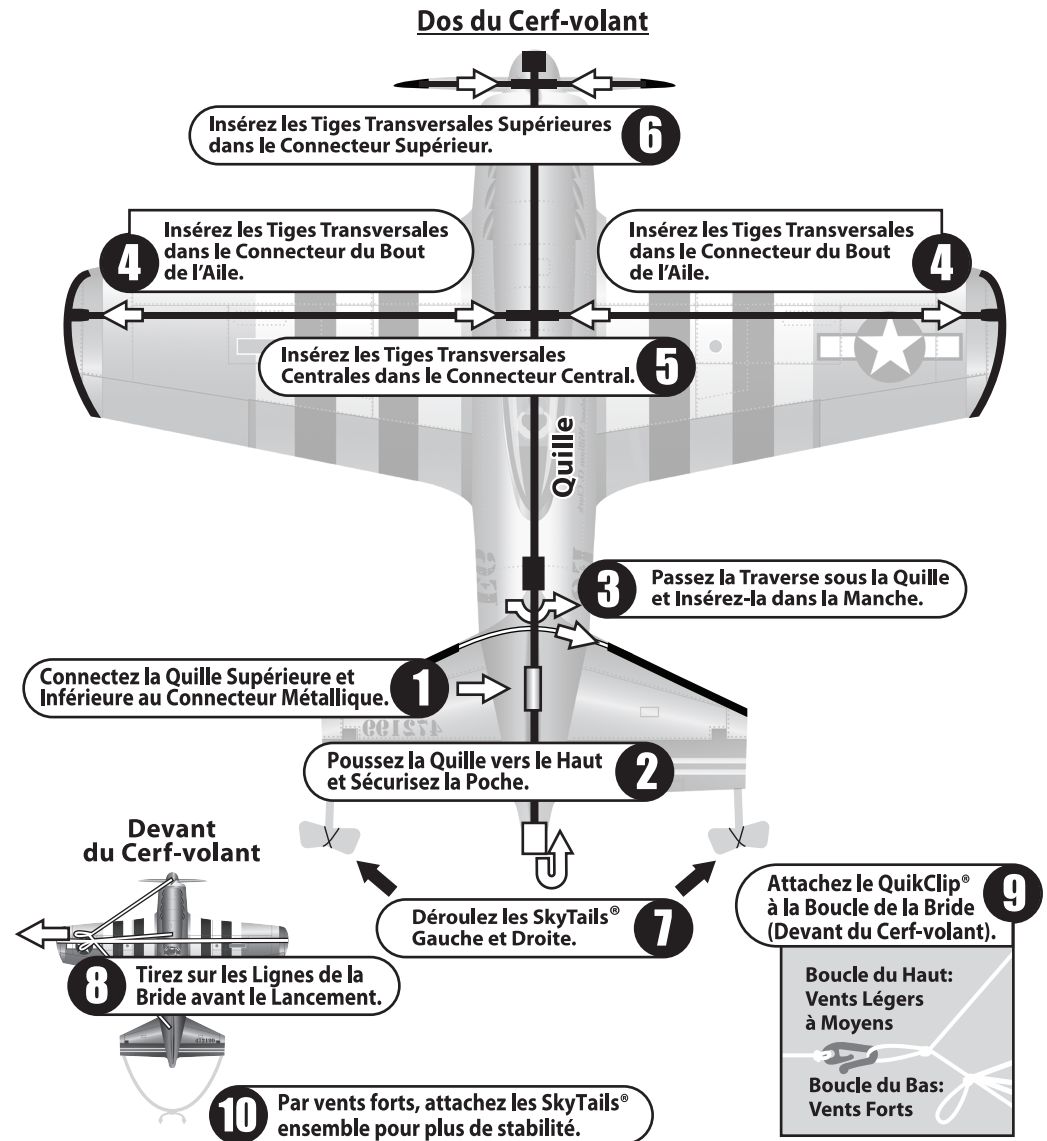 Dos du Cerf-volant
Insérez les Tiges Transversales Supérieures
dans le Connecteur Supérieur.
6
4
Insérez les Tiges Transversales
dans le Connecteur du Bout
de l'Aile.
Insérez les Tiges Transversales
dans le Connecteur du Bout
de l'Aile.
4
Insérez les Tiges Transversales
Centrales dans le Connecteur Central.
5
Quille
3
Passez la Traverse sous la Quille
et Insérez-la dans la Manche.
Connectez la Quille Supérieure et
Inférieure au Connecteur Métallique.
1
472199
Poussez la Quille vers le Haut
et Sécurisez la Poche.
2
Devant
du Cerf-volant
Déroulez les SkyTails®
Gauche et Droite.
7
Attachez le QuikClip®
à la Boucle de la Bride
(Devant du Cerf-volant).
9
8
Tirez sur les Lignes de la
Bride avant le Lancement.
472199
Boucle du Haut:
Vents Légers
à Moyens
Boucle du Bas:
Vents Forts
10
Par vents forts, attachez les SkyTails®
ensemble pour plus de stabilité.